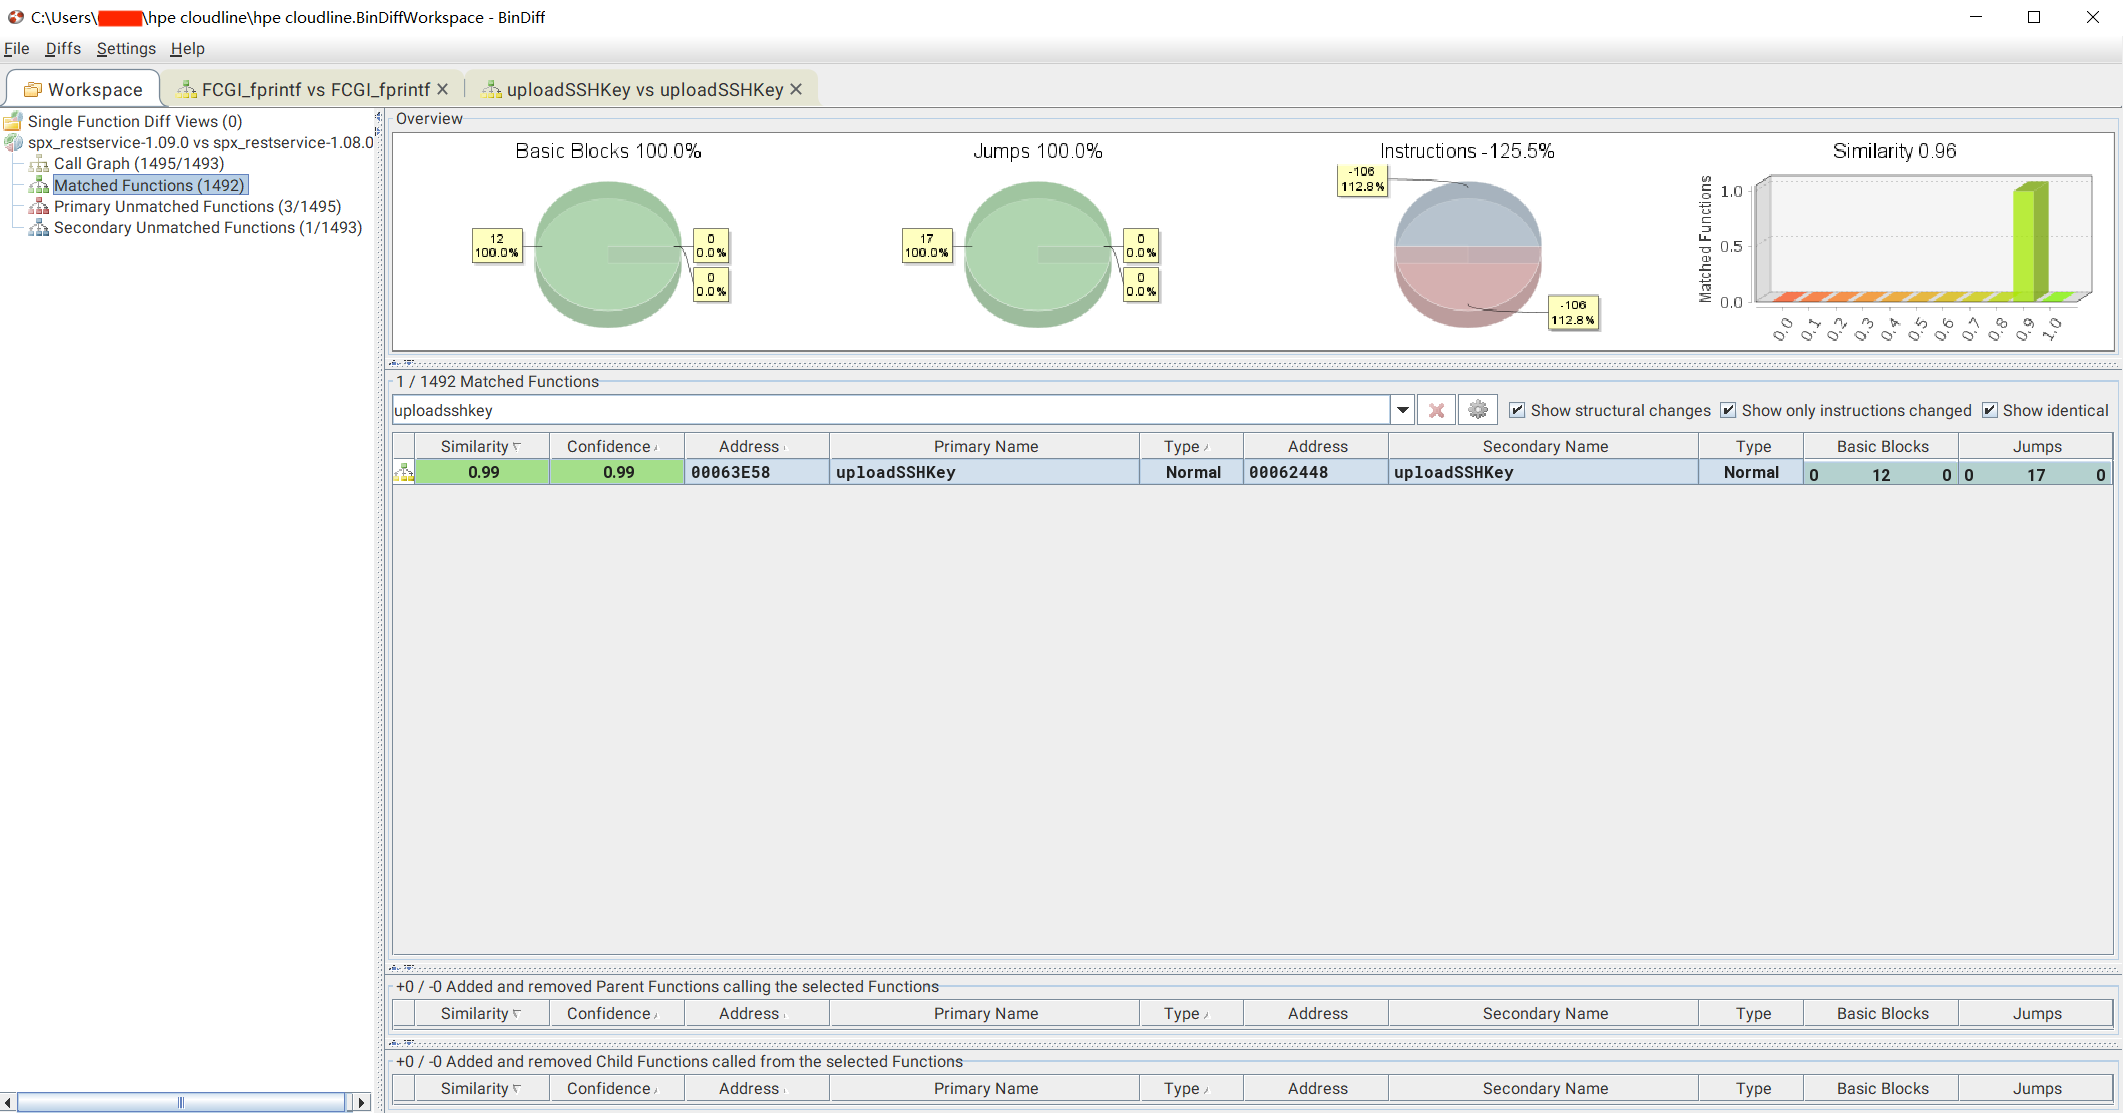 C:\Users\ \hpe cloudline\hpe cloudline.BinDiffWorkspace - BinDiff
File Diffs Settings Help
Workspace FCGI_fprintf vs FCGI_fprintf uploadSSHKey vs uploadSSHKey
Single Function Diff Views (0)
spx_restservice-1.09.0 vs spx_restservice-1.08.0
Call Graph (1495/1493)
Matched Functions (1492)
Primary Unmatched Functions (3/1495)
Secondary Unmatched Functions (1/1493)
Overview
Basic Blocks 100.0%
12
100.0%
0
0.0%
0
0.0%
Jumps 100.0%
17
100.0%
0
0.0%
0
0.0%
Instructions -125.5%
-106
112.8%
-106
112.8%
Similarity 0.96
Matched Functions
1.0
0.5
0.0
0.0 0.1 0.2 0.3 0.4 0.5 0.6 0.7 0.8 0.9 1.0
1 / 1492 Matched Functions
uploadsshkey
Show structural changes Show only instructions changed Show identical
Similarity Confidence Address Primary Name Type Address Secondary Name Type Basic Blocks Jumps
0.99 0.99 00063E58 uploadSSHKey Normal 00062448 uploadSSHKey Normal 0 12 0 0 17 0
+0 / -0 Added and removed Parent Functions calling the selected Functions
Similarity Confidence Address Primary Name Type Address Secondary Name Type Basic Blocks Jumps
+0 / -0 Added and removed Child Functions called from the selected Functions
Similarity Confidence Address Primary Name Type Address Secondary Name Type Basic Blocks Jumps